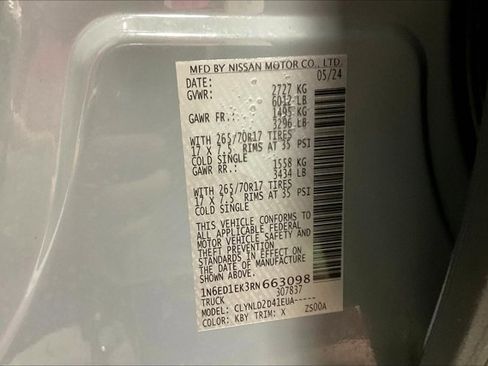 MFD BY NISSAN MOTOR CO., LTD.
DATE: 05/24
GVWR: 2727 KG
6012 LB
GAWR FR.: 1495 KG
3296 LB
WITH 265/70R17 TIRES
17 X 7.5 RIMS AT 35 PSI
COLD SINGLE
GAWR RR.: 1558 KG
3434 LB
WITH 265/70R17 TIRES
17 X 7.5 RIMS AT 35 PSI
COLD SINGLE
THIS VEHICLE CONFORMS TO
ALL APPLICABLE FEDERAL
MOTOR VEHICLE SAFETY AND
THEFT PREVENTION
STANDARDS IN EFFECT ON
THE DATE OF MANUFACTURE
SHOWN ABOVE.
1N6ED1EK3RN663098
TRUCK 307837
MODEL: CLYNLD2D41EUA-----
COLOR: KBY TRIM: X ZS00A